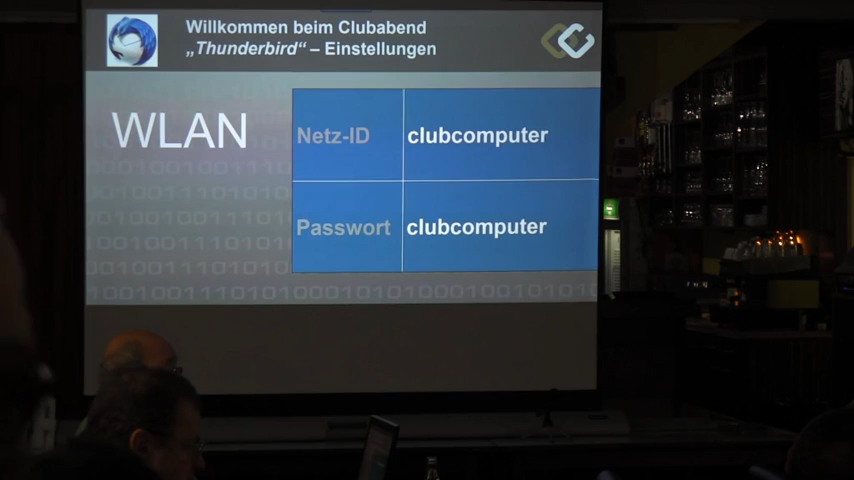 Willkommen beim Clubabend
„Thunderbird“ – Einstellungen
WLAN
Netz-ID clubcomputer
Passwort clubcomputer